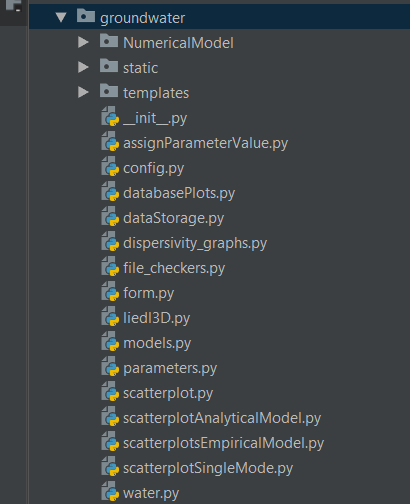 groundwater
NumericalModel
static
templates
__init__.py
assignParameterValue.py
config.py
databasePlots.py
dataStorage.py
dispersivity_graphs.py
file_checkers.py
form.py
liedl3D.py
models.py
parameters.py
scatterplot.py
scatterplotAnalyticalModel.py
scatterplotsEmpiricalModel.py
scatterplotSingleMode.py
water.py